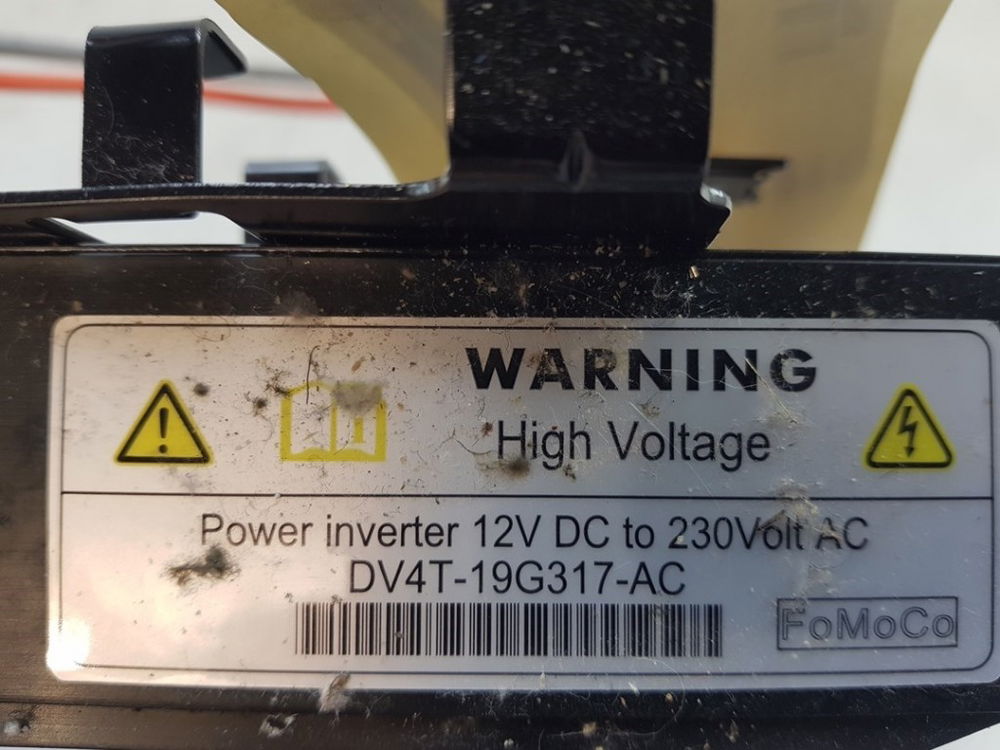 WARNING
High Voltage
Power inverter 12V DC to 230Volt AC
DV4T-19G317-AC
FoMoCo